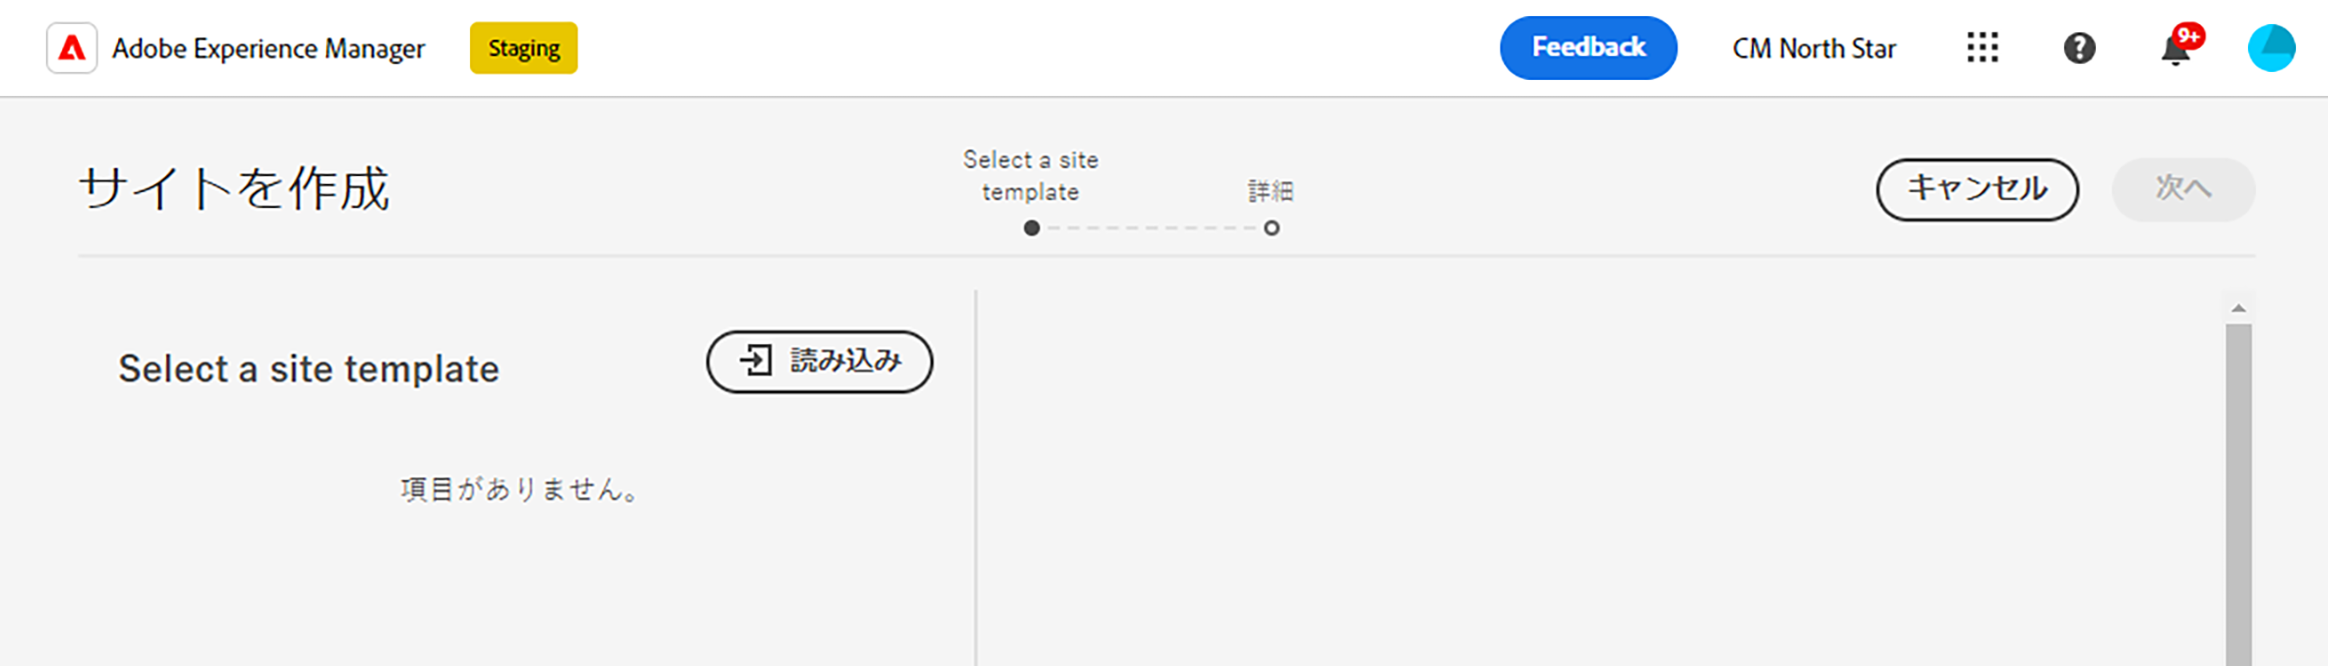 Adobe Experience Manager
Staging
Feedback
CM North Star
9+
サイトを作成
Select a site
template
詳細
キャンセル
次へ
Select a site template
読み込み
項目がありません。